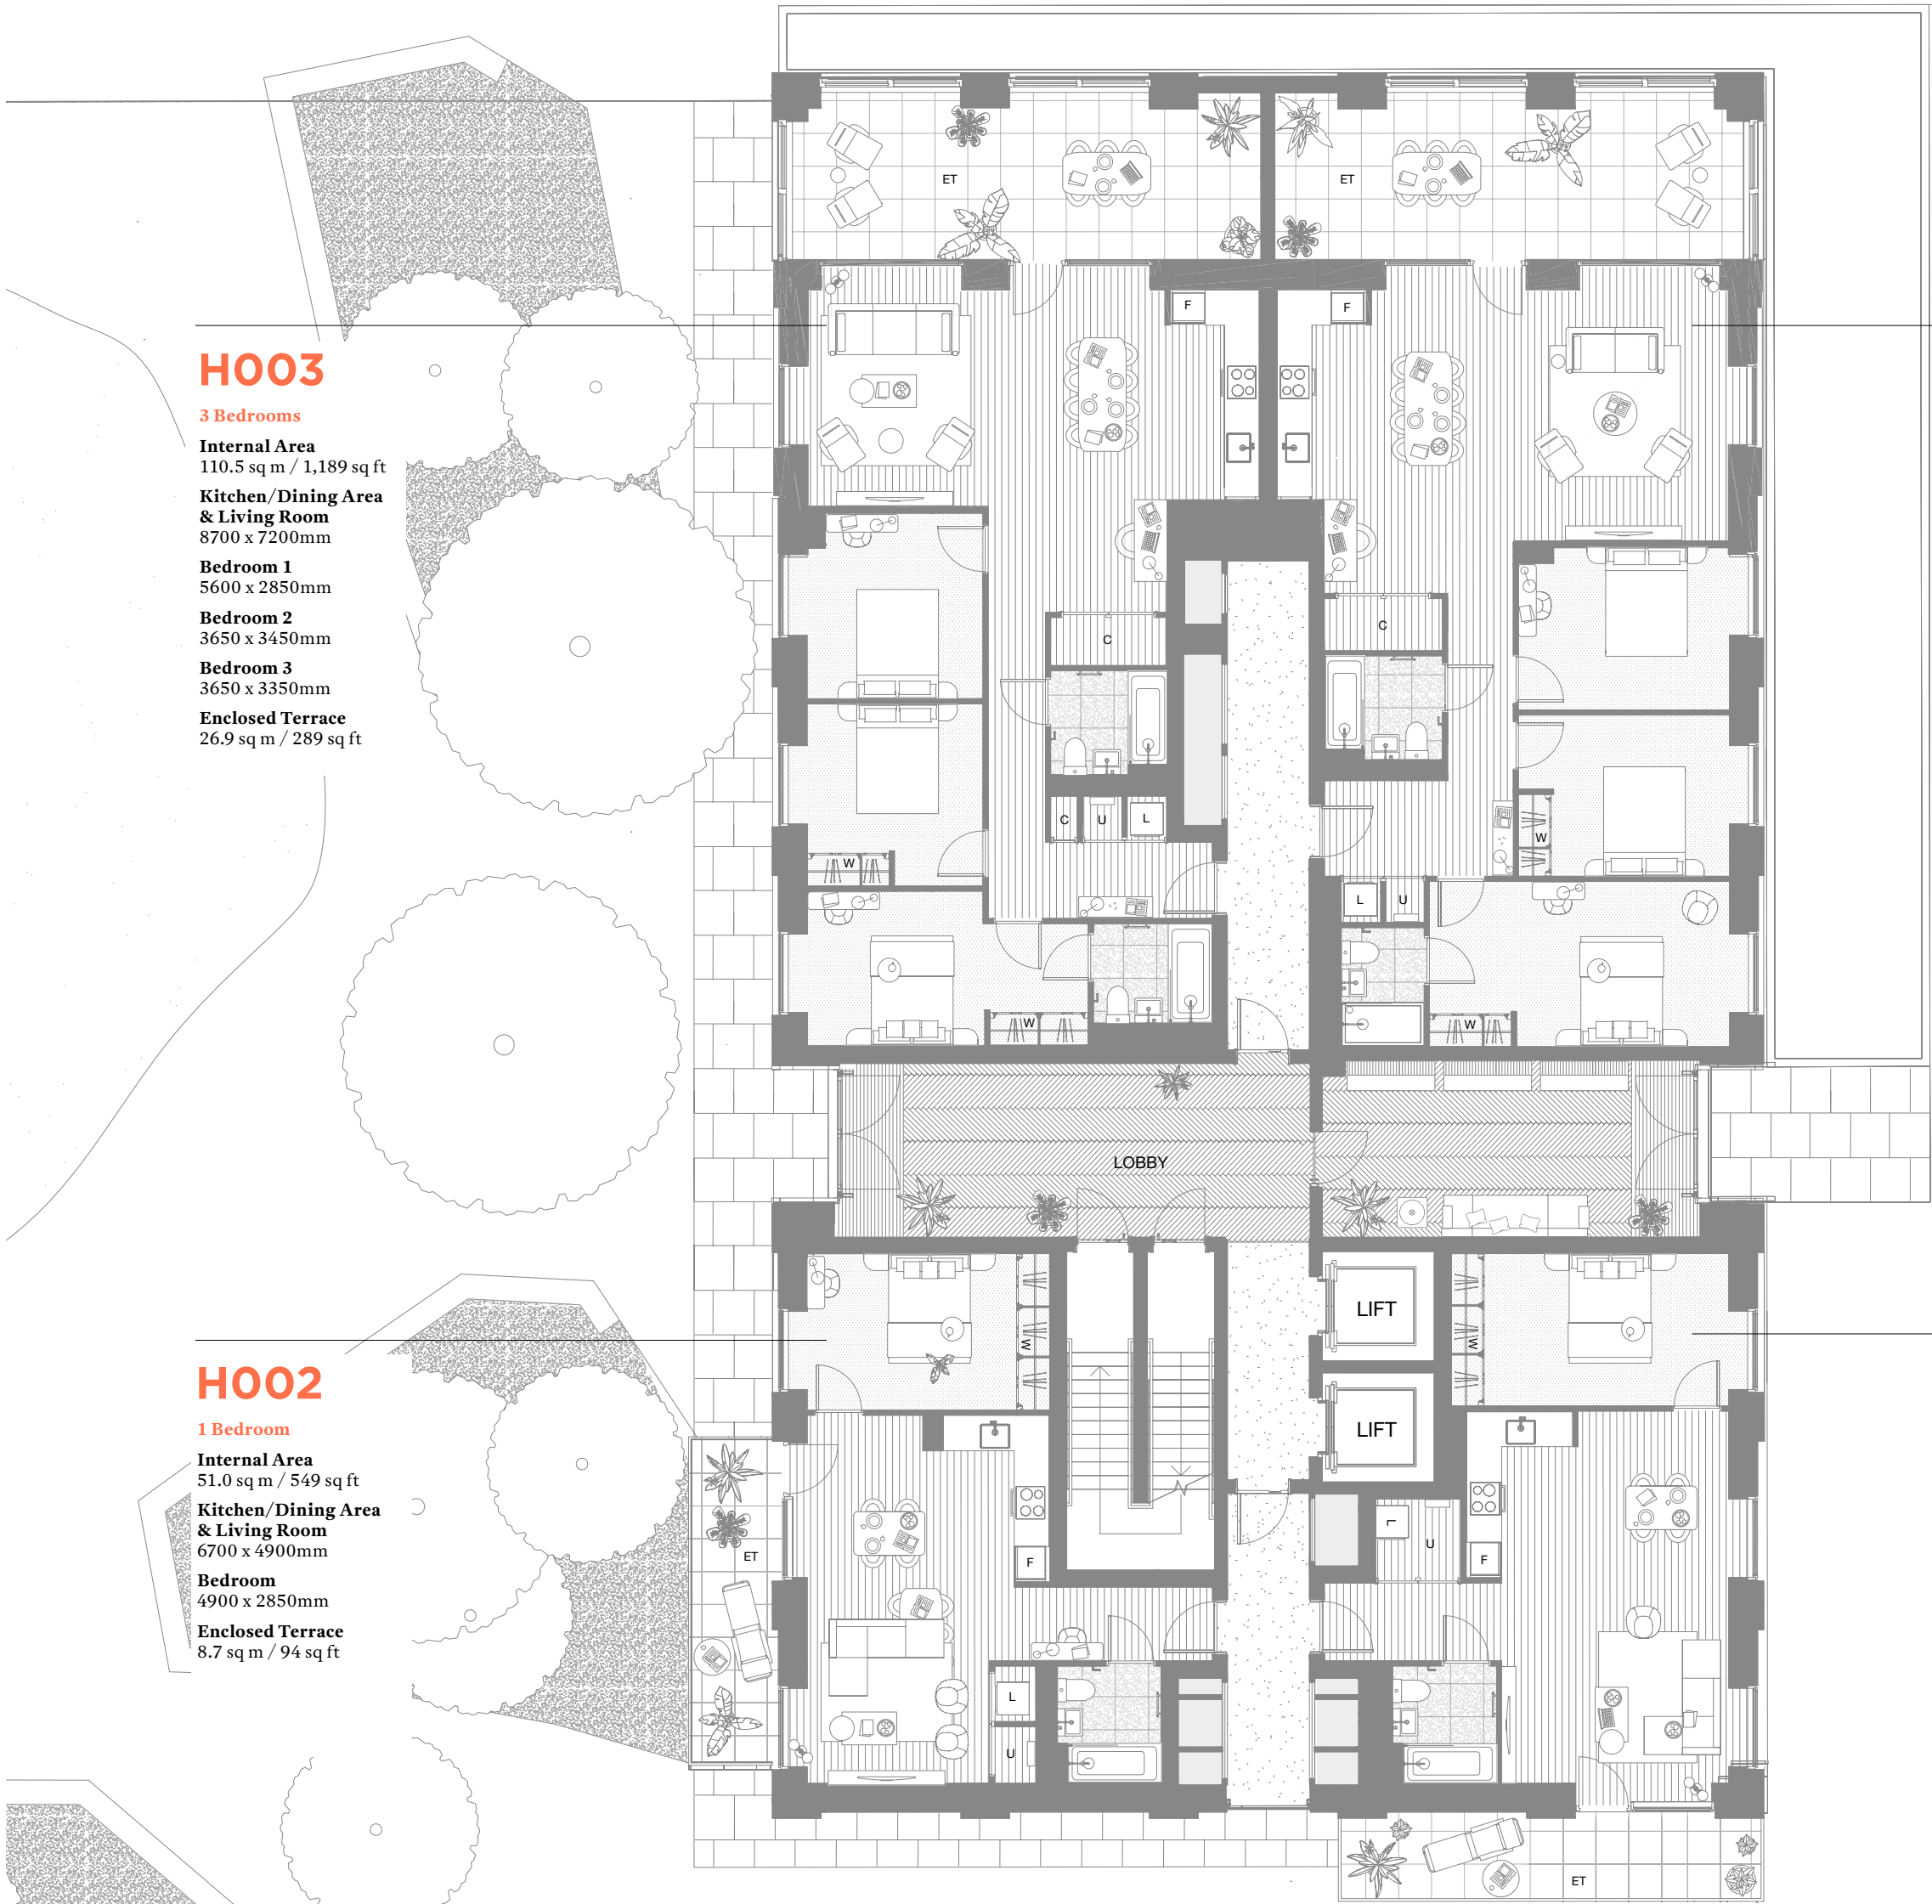 ET
ET
F
F
H003
3 Bedrooms
Internal Area
110.5 sq m / 1,189 sq ft
Kitchen/Dining Area
& Living Room
8700 x 7200mm
Bedroom 1
5600 x 2850mm
Bedroom 2
3650 x 3450mm
Bedroom 3
3650 x 3350mm
Enclosed Terrace
26.9 sq m / 289 sq ft
C
C
C
U
L
W
W
L
U
W
W
LOBBY
LIFT
W
W
LIFT
H002
1 Bedroom
Internal Area
51.0 sq m / 549 sq ft
Kitchen/Dining Area
& Living Room
6700 x 4900mm
Bedroom
4900 x 2850mm
Enclosed Terrace
8.7 sq m / 94 sq ft
ET
F
L
U
F
L
U
ET